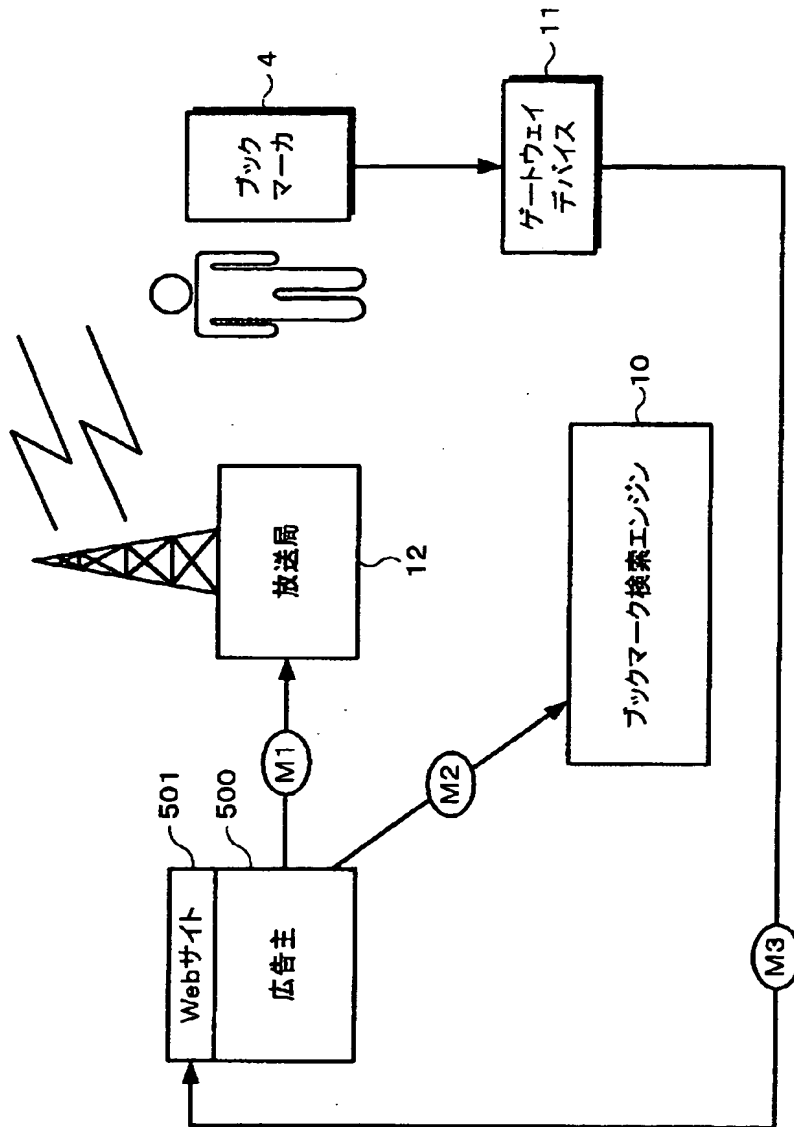 Webサイト
501
広告主
500
M1
放送局
12
ブック
マーカ
4
ゲートウェイ
デバイス
11
M2
ブックマーク検索エンジン
10
M3